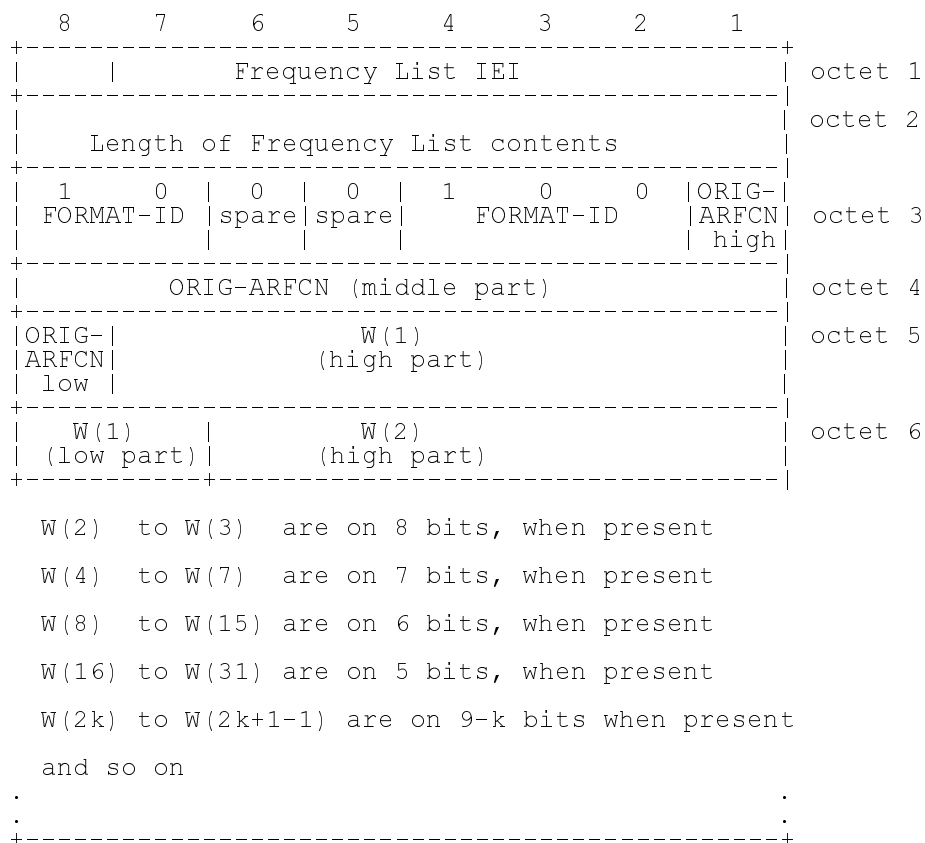 8 7 6 5 4 3 2 1
Frequency List IEI octet 1
octet 2
Length of Frequency List contents
1 0 0 0 1 0 0 ORIG-
FORMAT-ID spare spare FORMAT-ID ARFCN octet 3
high
ORIG-ARFCN (middle part) octet 4
ORIG- W(1) octet 5
ARFCN (high part)
low
W(1) W(2) octet 6
(low part) (high part)
W(2) to W(3) are on 8 bits, when present
W(4) to W(7) are on 7 bits, when present
W(8) to W(15) are on 6 bits, when present
W(16) to W(31) are on 5 bits, when present
W(2k) to W(2k+1-1) are on 9-k bits when present
and so on
. .
. .